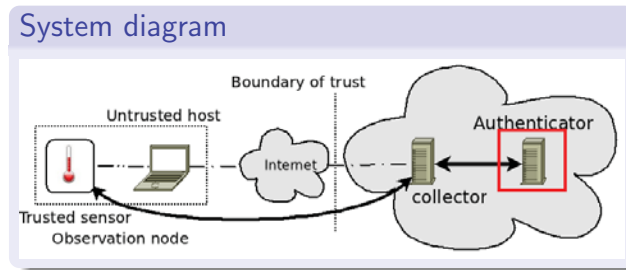 System diagram
Boundary of trust
Untrusted host
Authenticator
Internet
collector
Trusted sensor
Observation node